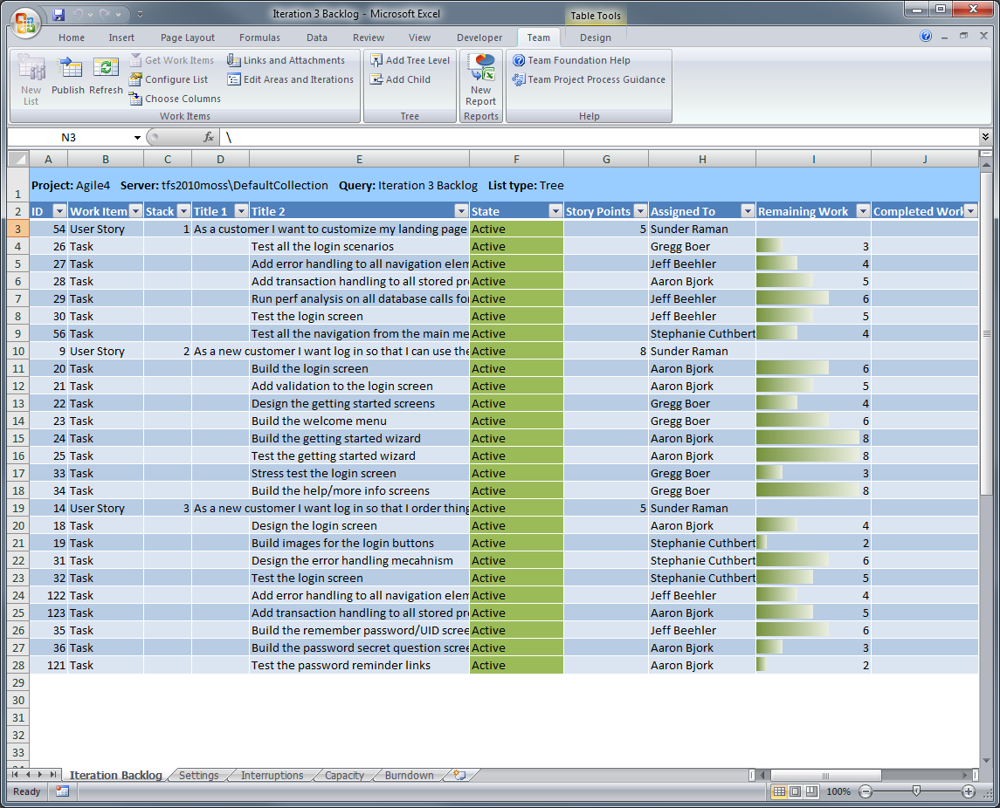 Iteration 3 Backlog - Microsoft Excel
Table Tools
Home Insert Page Layout Formulas Data Review View Developer Team Design
New List
Publish
Refresh
Get Work Items
Configure List
Choose Columns
Links and Attachments
Edit Areas and Iterations
Work Items
Add Tree Level
Add Child
Tree
New Report
Reports
Team Foundation Help
Team Project Process Guidance
Help
N3 fx \
A B C D E F G H I J
1 Project: Agile4 Server: tfs2010moss\DefaultCollection Query: Iteration 3 Backlog List type: Tree
2 ID Work Item Stack Title 1 Title 2 State Story Points Assigned To Remaining Work Completed Work
3 54 User Story 1 As a customer I want to customize my landing page Active 5 Sunder Raman
4 26 Task Test all the login scenarios Active Gregg Boer 3
5 27 Task Add error handling to all navigation elem Active Jeff Beehler 4
6 28 Task Add transaction handling to all stored pr Active Aaron Bjork 5
7 29 Task Run perf analysis on all database calls fo Active Jeff Beehler 6
8 30 Task Test the login screen Active Jeff Beehler 5
9 56 Task Test all the navigation from the main me Active Stephanie Cuthbert 4
10 9 User Story 2 As a new customer I want log in so that I can use the Active 8 Sunder Raman
11 20 Task Build the login screen Active Aaron Bjork 6
12 21 Task Add validation to the login screen Active Aaron Bjork 5
13 22 Task Design the getting started screens Active Gregg Boer 4
14 23 Task Build the welcome menu Active Gregg Boer 6
15 24 Task Build the getting started wizard Active Aaron Bjork 8
16 25 Task Test the getting started wizard Active Aaron Bjork 8
17 33 Task Stress test the login screen Active Gregg Boer 3
18 34 Task Build the help/more info screens Active Gregg Boer 8
19 14 User Story 3 As a new customer I want log in so that I order thing Active 5 Sunder Raman
20 18 Task Design the login screen Active Aaron Bjork 4
21 19 Task Build images for the login buttons Active Stephanie Cuthbert 2
22 31 Task Design the error handling mecahnism Active Stephanie Cuthbert 6
23 32 Task Test the login screen Active Stephanie Cuthbert 5
24 122 Task Add error handling to all navigation elem Active Jeff Beehler 4
25 123 Task Add transaction handling to all stored pr Active Aaron Bjork 5
26 35 Task Build the remember password/UID scree Active Jeff Beehler 6
27 36 Task Build the password secret question scree Active Aaron Bjork 3
28 121 Task Test the password reminder links Active Aaron Bjork 2
29
30
31
32
33
Iteration Backlog Settings Interruptions Capacity Burndown
Ready 100%